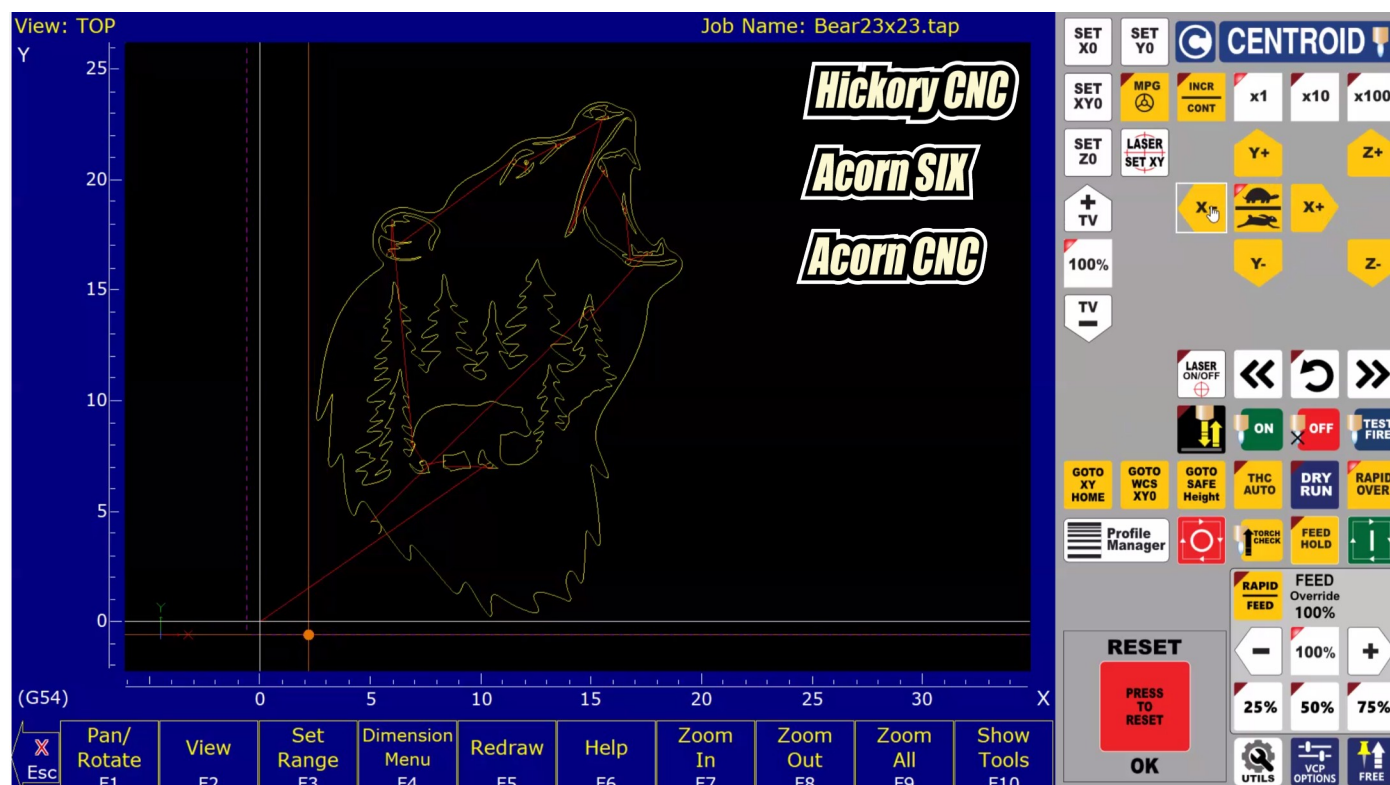 View: TOP
Job Name: Bear23x23.tap
Y
25
20
15
10
5
0
Hickory CNC
Acorn SIX
Acorn CNC
Y
X
(G54)
0
5
10
15
20
25
30
X
X
Esc
Pan/
Rotate
F1
View
F2
Set
Range
F3
Dimension
Menu
F4
Redraw
F5
Help
F6
Zoom
In
F7
Zoom
Out
F8
Zoom
All
F9
Show
Tools
F10
SET
X0
SET
Y0
C
CENTROID
SET
XY0
MPG
INCR
CONT
x1
x10
x100
SET
Z0
LASER
SET XY
Y+
Z+
+
TV
X-
X+
100%
Y-
Z-
TV
-
LASER
ON/OFF
ON
OFF
TEST
FIRE
GOTO
XY
HOME
GOTO
WCS
XY0
GOTO
SAFE
Height
THC
AUTO
DRY
RUN
RAPID
OVER
Profile
Manager
TORCH
CHECK
FEED
HOLD
RAPID
FEED
FEED
Override
100%
-
100%
+
25%
50%
75%
RESET
PRESS
TO
RESET
OK
UTILS
VCP
OPTIONS
FREE